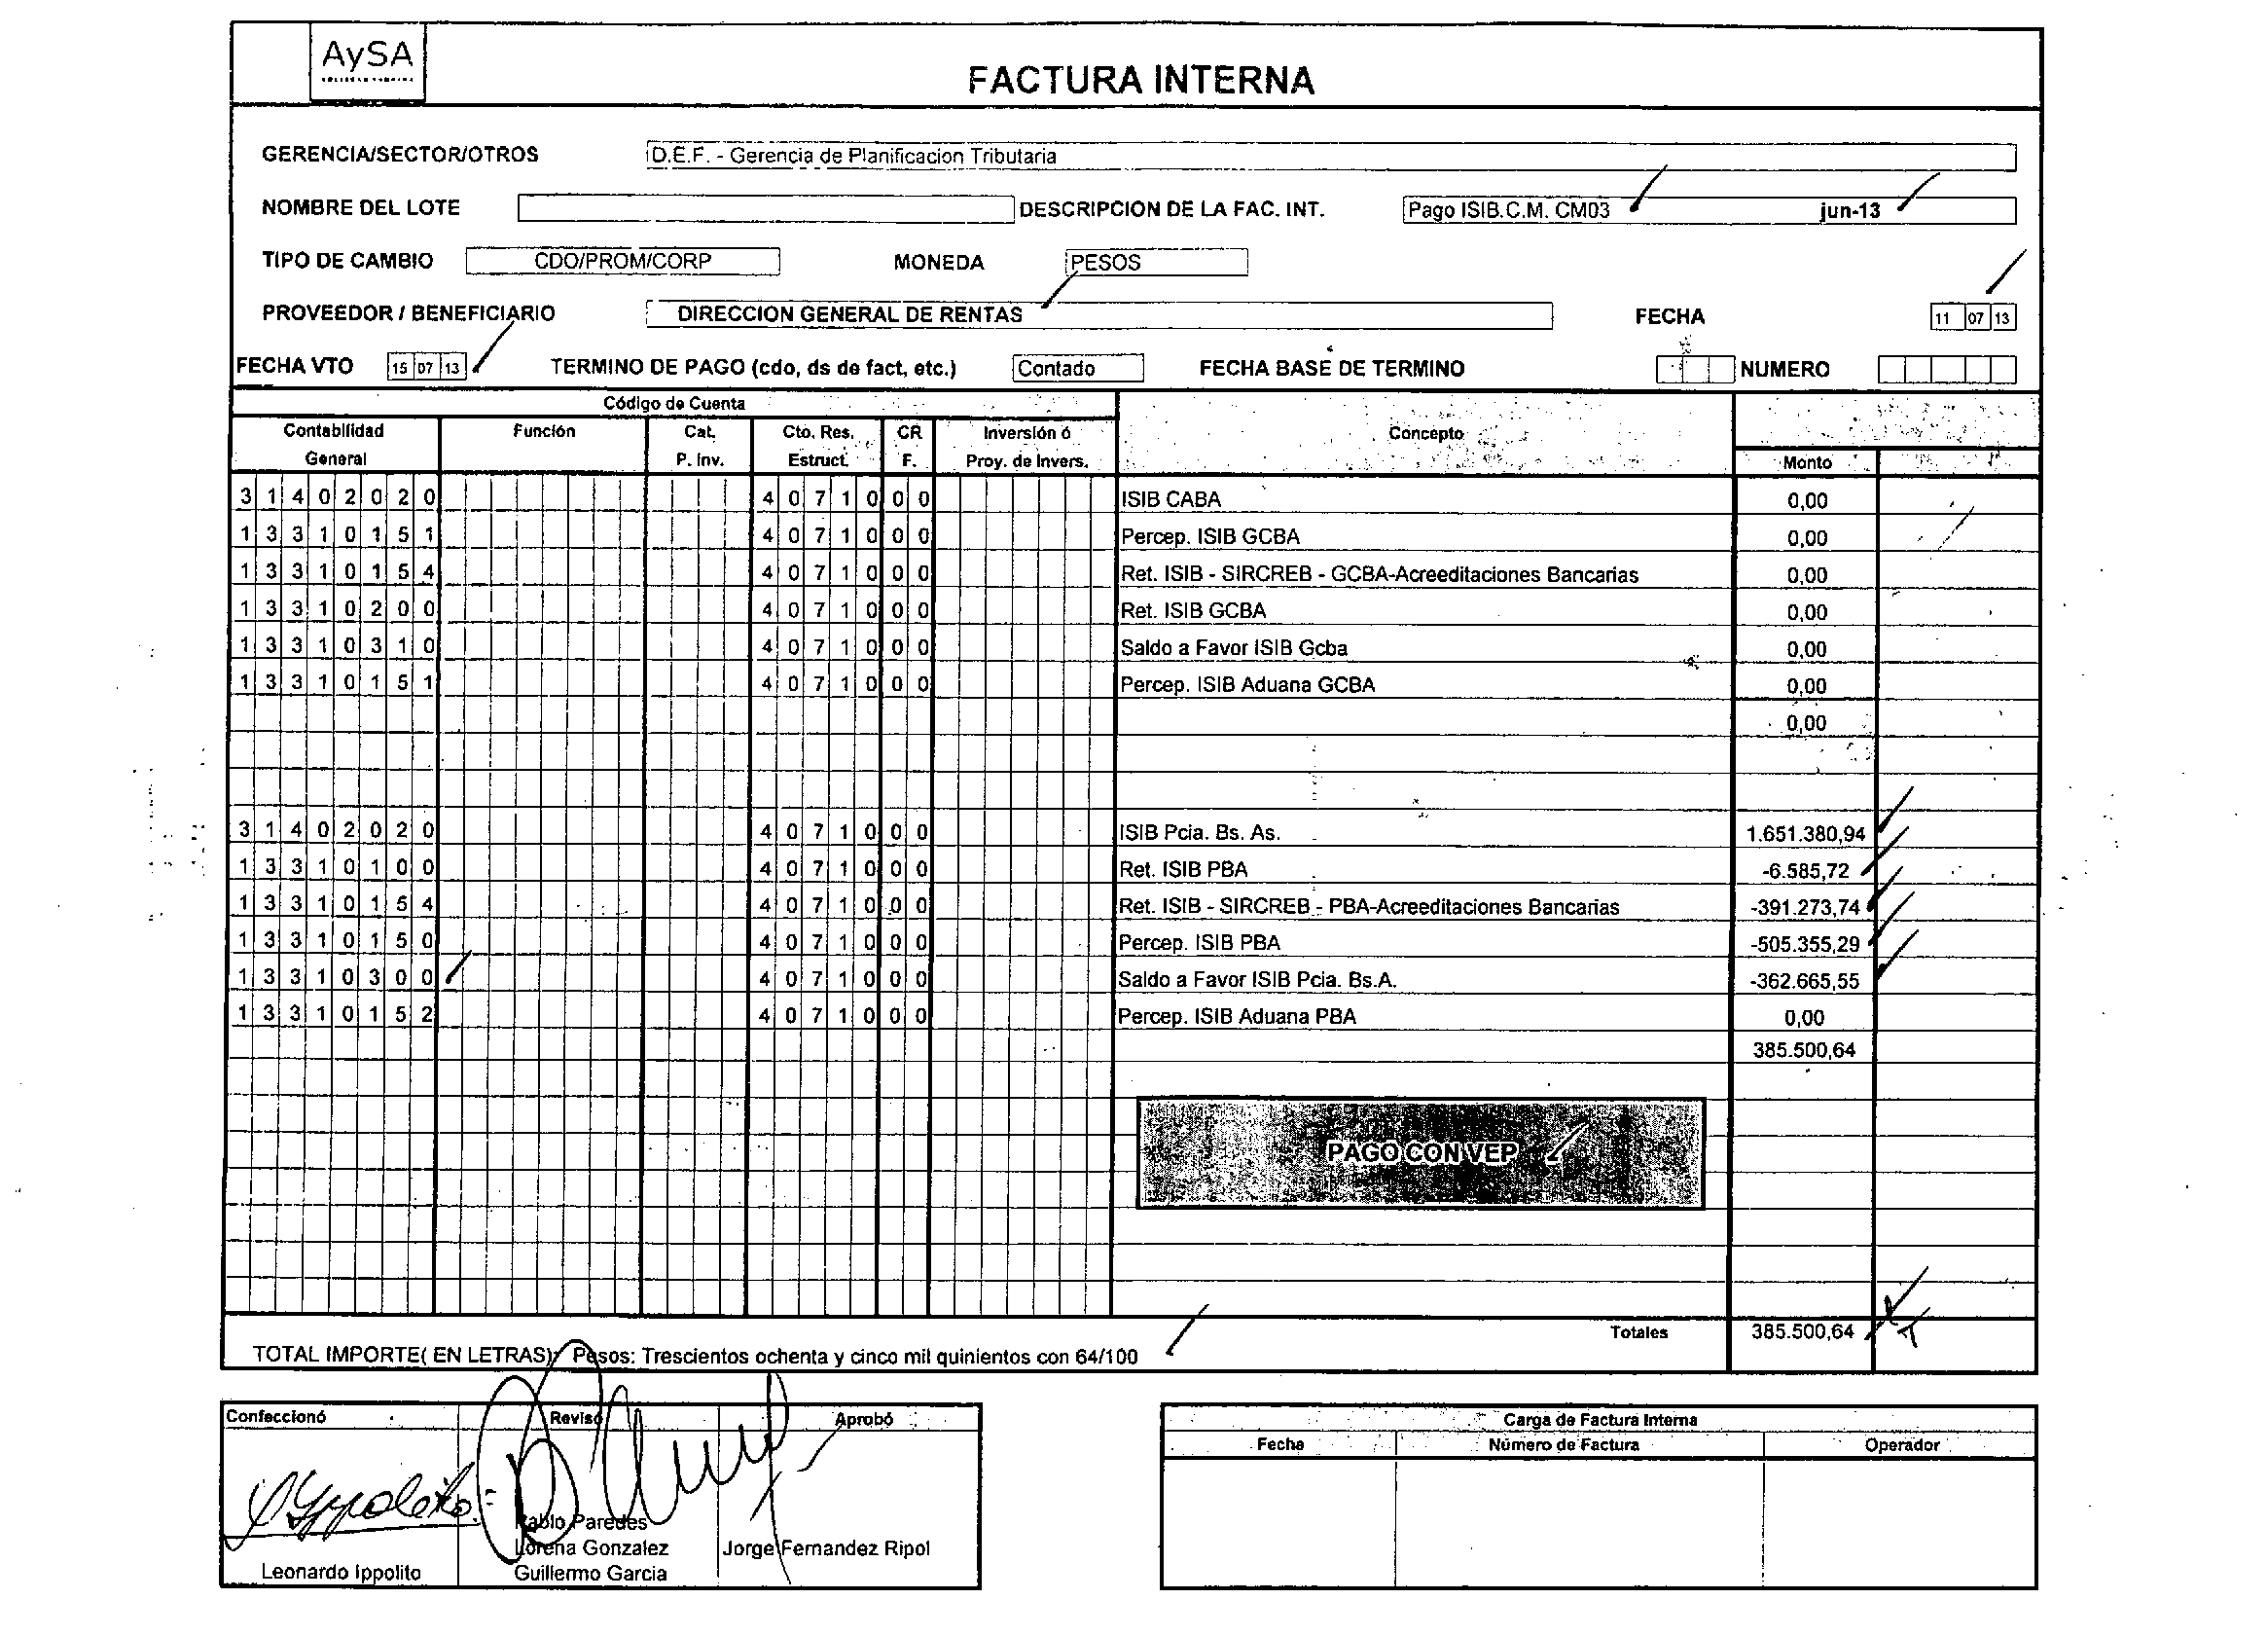 AySA
FACTURA INTERNA
GERENCIA/SECTOR/OTROS D.E.F. - Gerencia de Planificacion Tributaria
NOMBRE DEL LOTE DESCRIPCION DE LA FAC. INT. Pago ISIB.C.M. CM03 jun-13
TIPO DE CAMBIO CDO/PROM/CORP MONEDA PESOS
PROVEEDOR / BENEFICIARIO DIRECCION GENERAL DE RENTAS FECHA 11 07 13
FECHA VTO 15 07 13 TERMINO DE PAGO (cdo, ds de fact, etc.) Contado FECHA BASE DE TERMINO NUMERO
Código de Cuenta
Contabilidad Función Cat. Cto. Res. CR Inversión ó Concepto
General P. Inv. Estruct. F. Proy. de Invers. Monto
3 1 4 0 2 0 2 0 4 0 7 1 0 0 0 ISIB CABA 0,00
1 3 3 1 0 1 5 1 4 0 7 1 0 0 0 Percep. ISIB GCBA 0,00
1 3 3 1 0 1 5 4 4 0 7 1 0 0 0 Ret. ISIB - SIRCREB - GCBA-Acreeditaciones Bancarias 0,00
1 3 3 1 0 2 0 0 4 0 7 1 0 0 0 Ret. ISIB GCBA 0,00
1 3 3 1 0 3 1 0 4 0 7 1 0 0 0 Saldo a Favor ISIB Gcba 0,00
1 3 3 1 0 1 5 1 4 0 7 1 0 0 0 Percep. ISIB Aduana GCBA 0,00
0,00
3 1 4 0 2 0 2 0 4 0 7 1 0 0 0 ISIB Pcia. Bs. As. 1.651.380,94
1 3 3 1 0 1 0 0 4 0 7 1 0 0 0 Ret. ISIB PBA -6.585,72
1 3 3 1 0 1 5 4 4 0 7 1 0 0 0 Ret. ISIB - SIRCREB - PBA-Acreeditaciones Bancarias -391.273,74
1 3 3 1 0 1 5 0 4 0 7 1 0 0 0 Percep. ISIB PBA -505.355,29
1 3 3 1 0 3 0 0 4 0 7 1 0 0 0 Saldo a Favor ISIB Pcia. Bs.A. -362.665,55
1 3 3 1 0 1 5 2 4 0 7 1 0 0 0 Percep. ISIB Aduana PBA 0,00
385.500,64
PAGO CON VEP
Totales 385.500,64
TOTAL IMPORTE( EN LETRAS): Pesos: Trescientos ochenta y cinco mil quinientos con 64/100
Confeccionó Revisó Aprobó
Carga de Factura Interna
Fecha Número de Factura Operador
Pablo Paredes
Lorena Gonzalez Jorge Fernandez Ripol
Leonardo Ippolito Guillermo Garcia